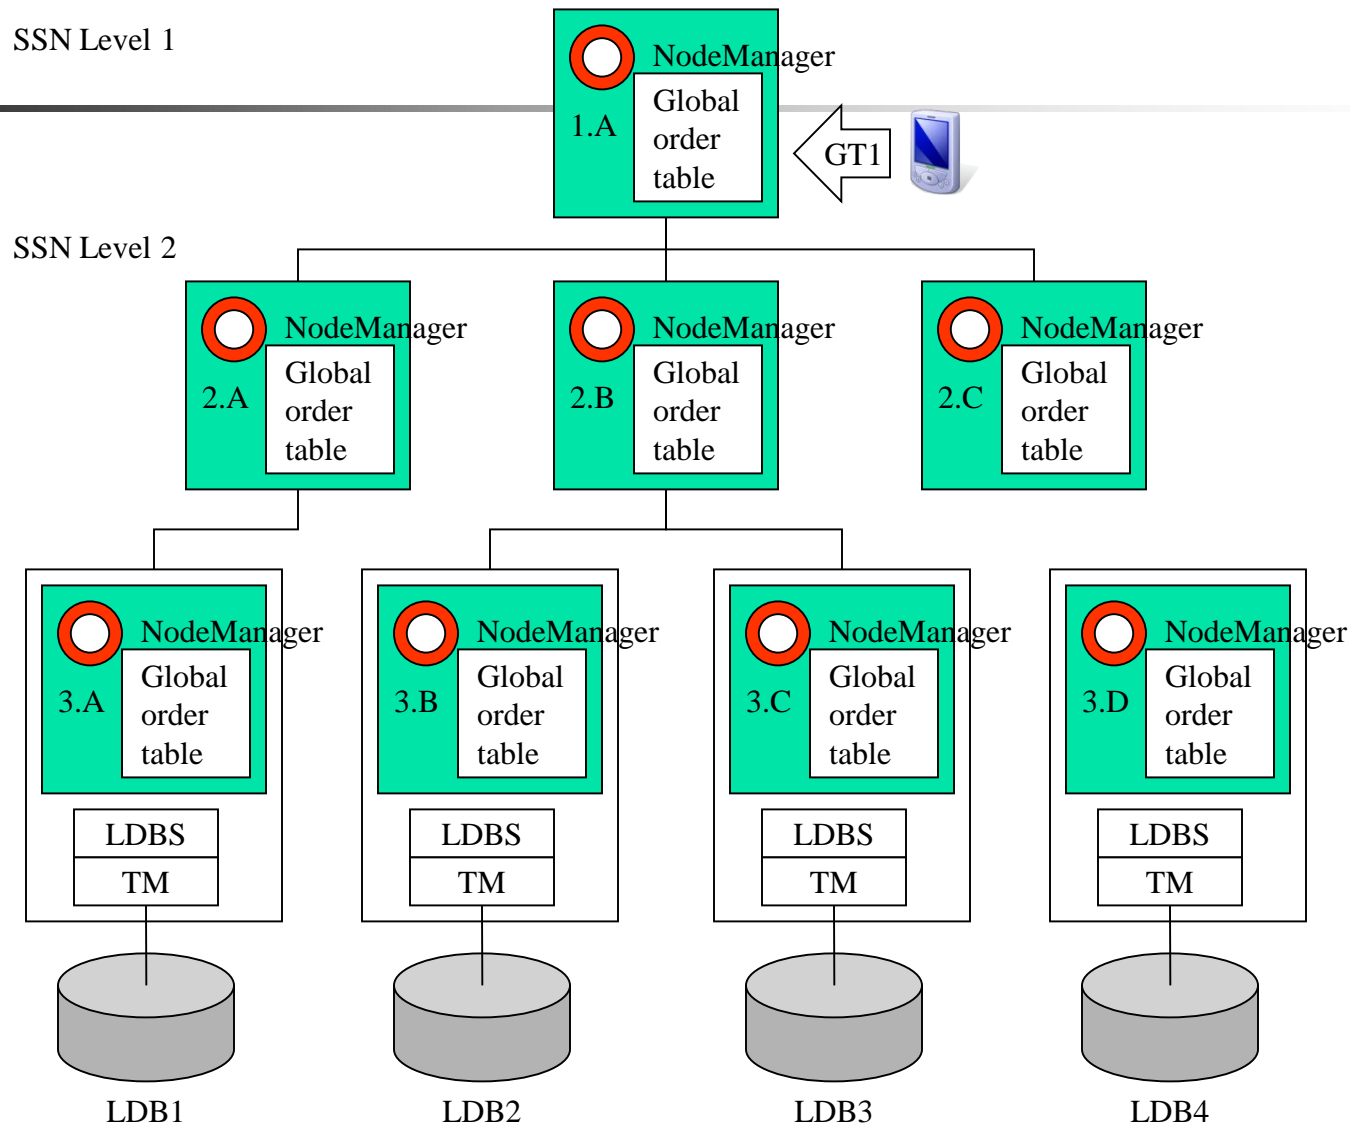 SSN Level 1
NodeManager
Global
order
table
1.A
GT1
SSN Level 2
NodeManager
Global
order
table
2.A
NodeManager
Global
order
table
2.B
NodeManager
Global
order
table
2.C
NodeManager
Global
order
table
3.A
LDBS
TM
LDB1
NodeManager
Global
order
table
3.B
LDBS
TM
LDB2
NodeManager
Global
order
table
3.C
LDBS
TM
LDB3
NodeManager
Global
order
table
3.D
LDBS
TM
LDB4